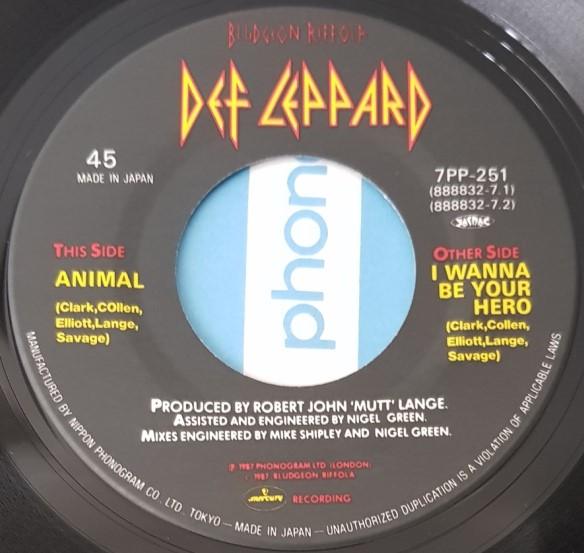 BLUDGEON RIFFOLA
DEF LEPPARD
45
MADE IN JAPAN
7PP-251
(888832-7.1)
(888832-7.2)
JASRAC
THIS SIDE
ANIMAL
(Clark,COllen,
Elliott,Lange,
Savage)
OTHER SIDE
I WANNA
BE YOUR
HERO
(Clark,Collen,
Elliott,Lange,
Savage)
phon
PRODUCED BY ROBERT JOHN 'MUTT' LANGE.
ASSISTED AND ENGINEERED BY NIGEL GREEN.
MIXES ENGINEERED BY MIKE SHIPLEY AND NIGEL GREEN.
℗ 1987 PHONOGRAM LTD (LONDON)
© 1987 BLUDGEON RIFFOLA
mercury RECORDING
MANUFACTURED BY NIPPON PHONOGRAM CO. LTD. TOKYO — MADE IN JAPAN — UNAUTHORIZED DUPLICATION IS A VIOLATION OF APPLICABLE LAWS